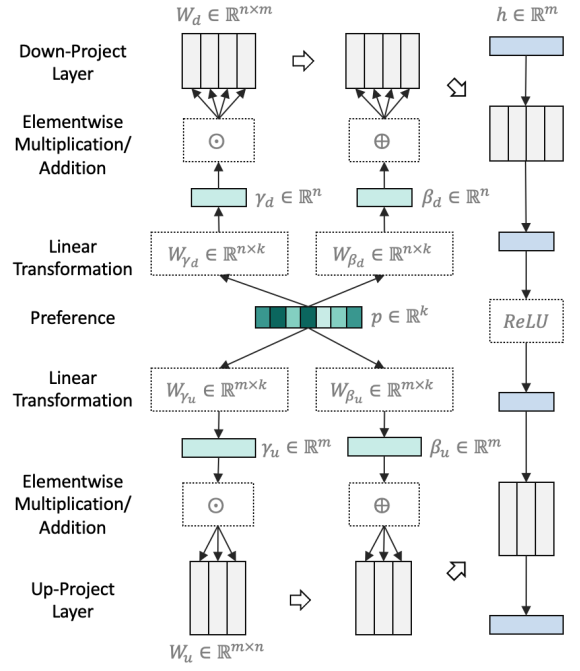 W_d ∈ ℝ^{n×m}
h ∈ ℝ^m
Down-Project
Layer
Elementwise
Multiplication/
Addition
⊙
⊕
γ_d ∈ ℝ^n
β_d ∈ ℝ^n
Linear
Transformation
W_{γ_d} ∈ ℝ^{n×k}
W_{β_d} ∈ ℝ^{n×k}
Preference
p ∈ ℝ^k
ReLU
Linear
Transformation
W_{γ_u} ∈ ℝ^{m×k}
W_{β_u} ∈ ℝ^{m×k}
γ_u ∈ ℝ^m
β_u ∈ ℝ^m
Elementwise
Multiplication/
Addition
⊙
⊕
Up-Project
Layer
W_u ∈ ℝ^{m×n}